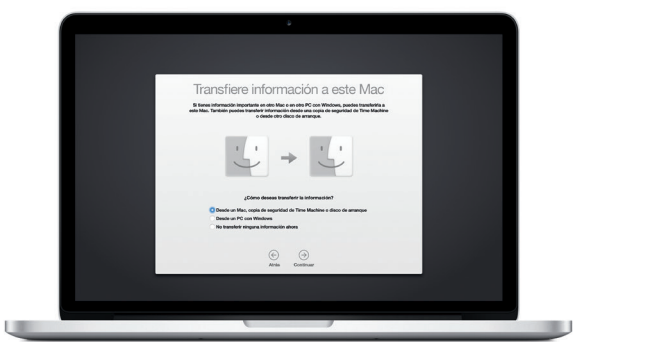 Transfiere información a este Mac
Si tienes información importante en otro Mac o en otro PC con Windows, puedes transferirla a
este Mac. También puedes transferir información desde una copia de seguridad de Time Machine
o desde otro disco de arranque.
¿Cómo deseas transferir la información?
Desde un Mac, copia de seguridad de Time Machine o disco de arranque
Desde un PC con Windows
No transferir ninguna información ahora
Atrás Continuar